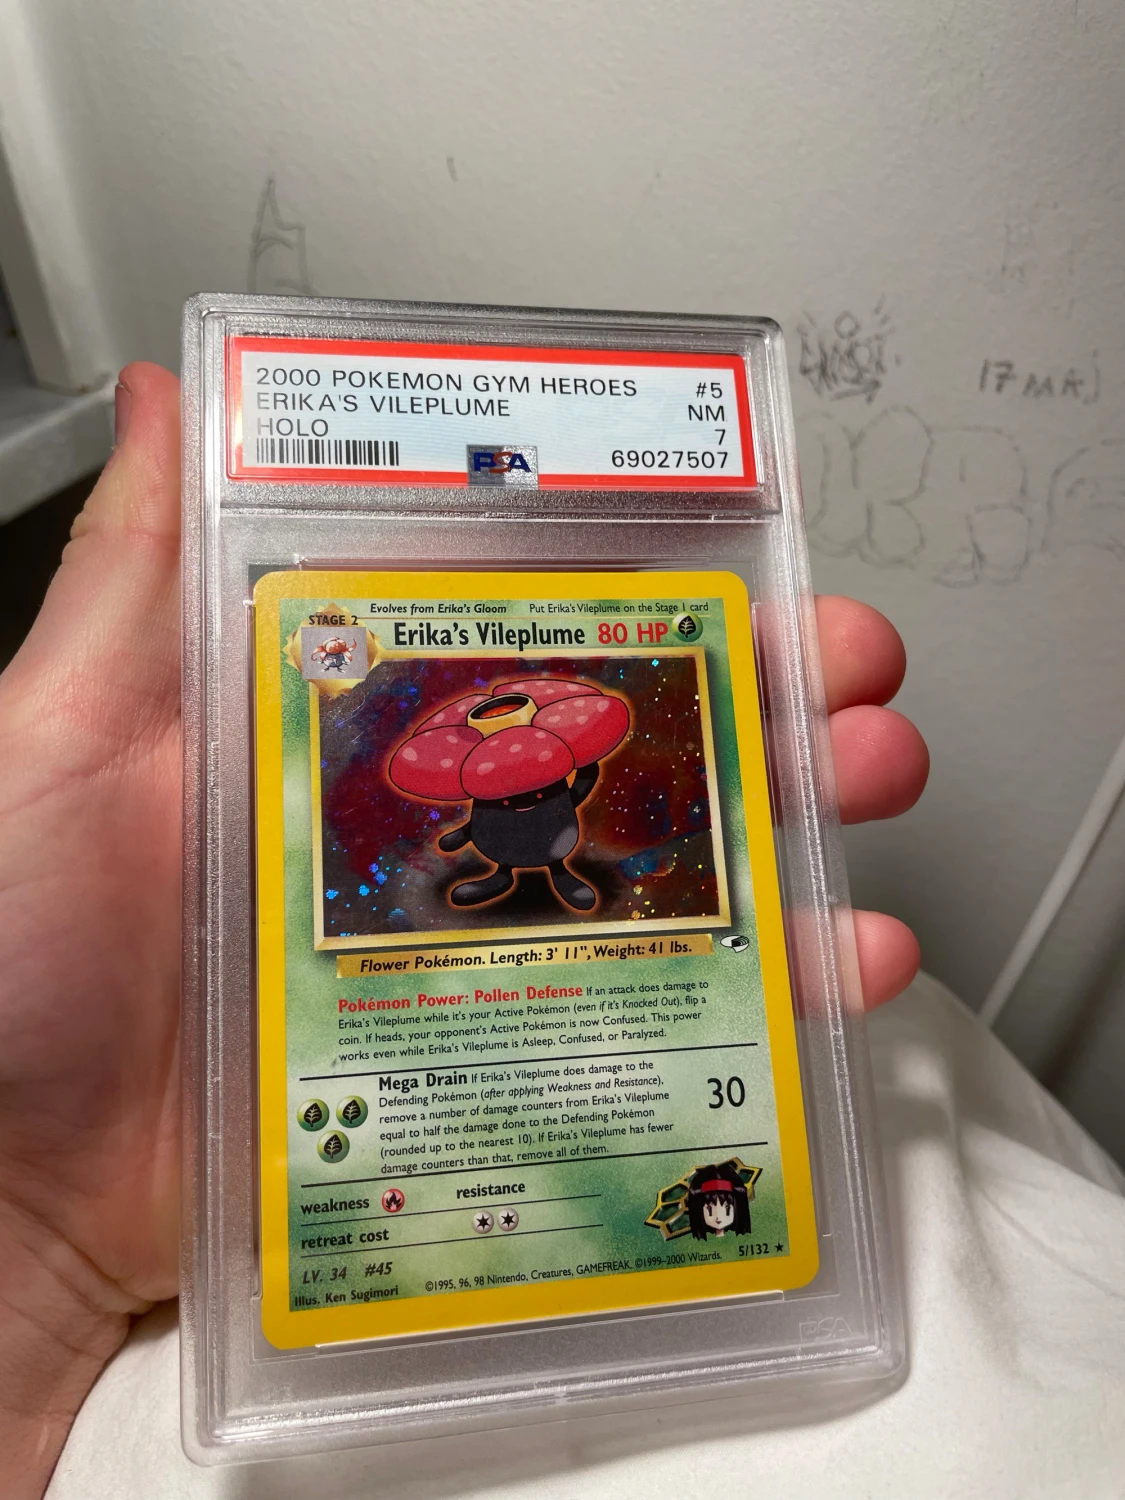 2000 POKEMON GYM HEROES #5
ERIKA'S VILEPLUME NM
HOLO 7
PSA 69027507
Evolves from Erika's Gloom Put Erika's Vileplume on the Stage 1 card
STAGE 2
Erika's Vileplume 80 HP
Flower Pokémon. Length: 3' 11", Weight: 41 lbs.
Pokémon Power: Pollen Defense If an attack does damage to
Erika's Vileplume while it's your Active Pokémon (even if it's Knocked Out), flip a
coin. If heads, your opponent's Active Pokémon is now Confused. This power
works even while Erika's Vileplume is Asleep, Confused, or Paralyzed.
Mega Drain If Erika's Vileplume does damage to the
Defending Pokémon (after applying Weakness and Resistance),
remove a number of damage counters from Erika's Vileplume
equal to half the damage done to the Defending Pokémon
(rounded up to the nearest 10). If Erika's Vileplume has fewer
damage counters than that, remove all of them.
30
weakness resistance
retreat cost
LV. 34 #45
Illus. Ken Sugimori ©1995, 96, 98 Nintendo, Creatures, GAMEFREAK. ©1999–2000 Wizards. 5/132 ★
PSA